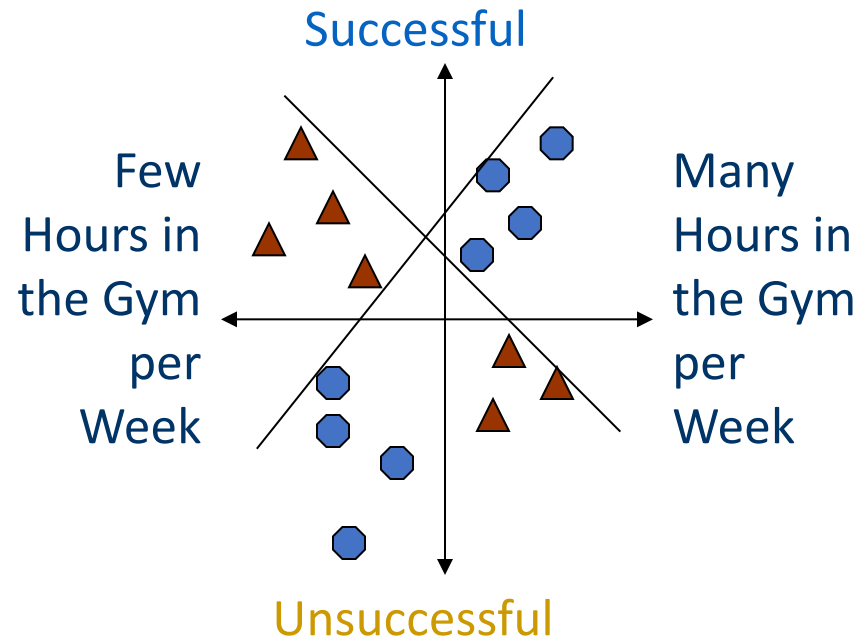 Successful
Few
Hours in
the Gym
per
Week
Many
Hours in
the Gym
per
Week
Unsuccessful